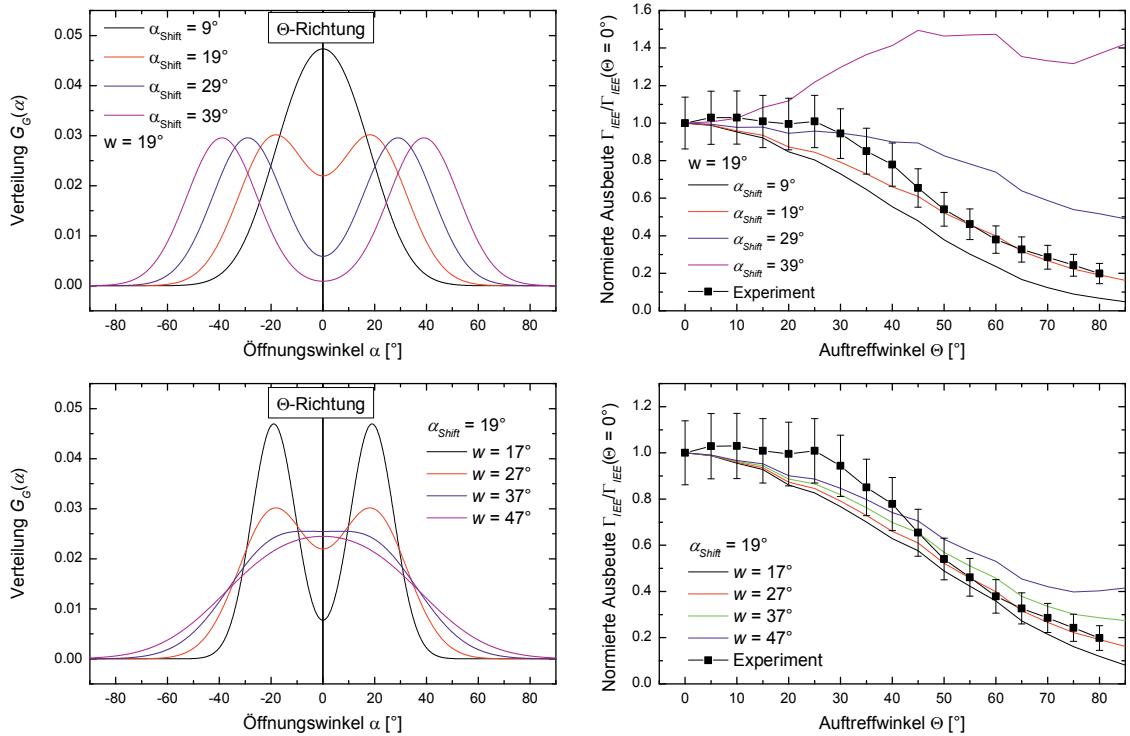 Θ-Richtung
α_Shift = 9°
α_Shift = 19°
α_Shift = 29°
α_Shift = 39°
w = 19°
0.05
0.04
0.03
0.02
0.01
0.00
-80 -60 -40 -20 0 20 40 60 80
Verteilung G_G(α)
Öffnungswinkel α [°]
1.6
1.4
1.2
1.0
0.8
0.6
0.4
0.2
0.0
0 10 20 30 40 50 60 70 80
Normierte Ausbeute Γ_IEE/Γ_IEE(Θ = 0°)
w = 19°
α_Shift = 9°
α_Shift = 19°
α_Shift = 29°
α_Shift = 39°
Experiment
Auftreffwinkel Θ [°]
Θ-Richtung
α_Shift = 19°
w = 17°
w = 27°
w = 37°
w = 47°
0.05
0.04
0.03
0.02
0.01
0.00
-80 -60 -40 -20 0 20 40 60 80
Verteilung G_G(α)
Öffnungswinkel α [°]
1.2
1.0
0.8
0.6
0.4
0.2
0.0
0 10 20 30 40 50 60 70 80
Normierte Ausbeute Γ_IEE/Γ_IEE(Θ = 0°)
α_Shift = 19°
w = 17°
w = 27°
w = 37°
w = 47°
Experiment
Auftreffwinkel Θ [°]